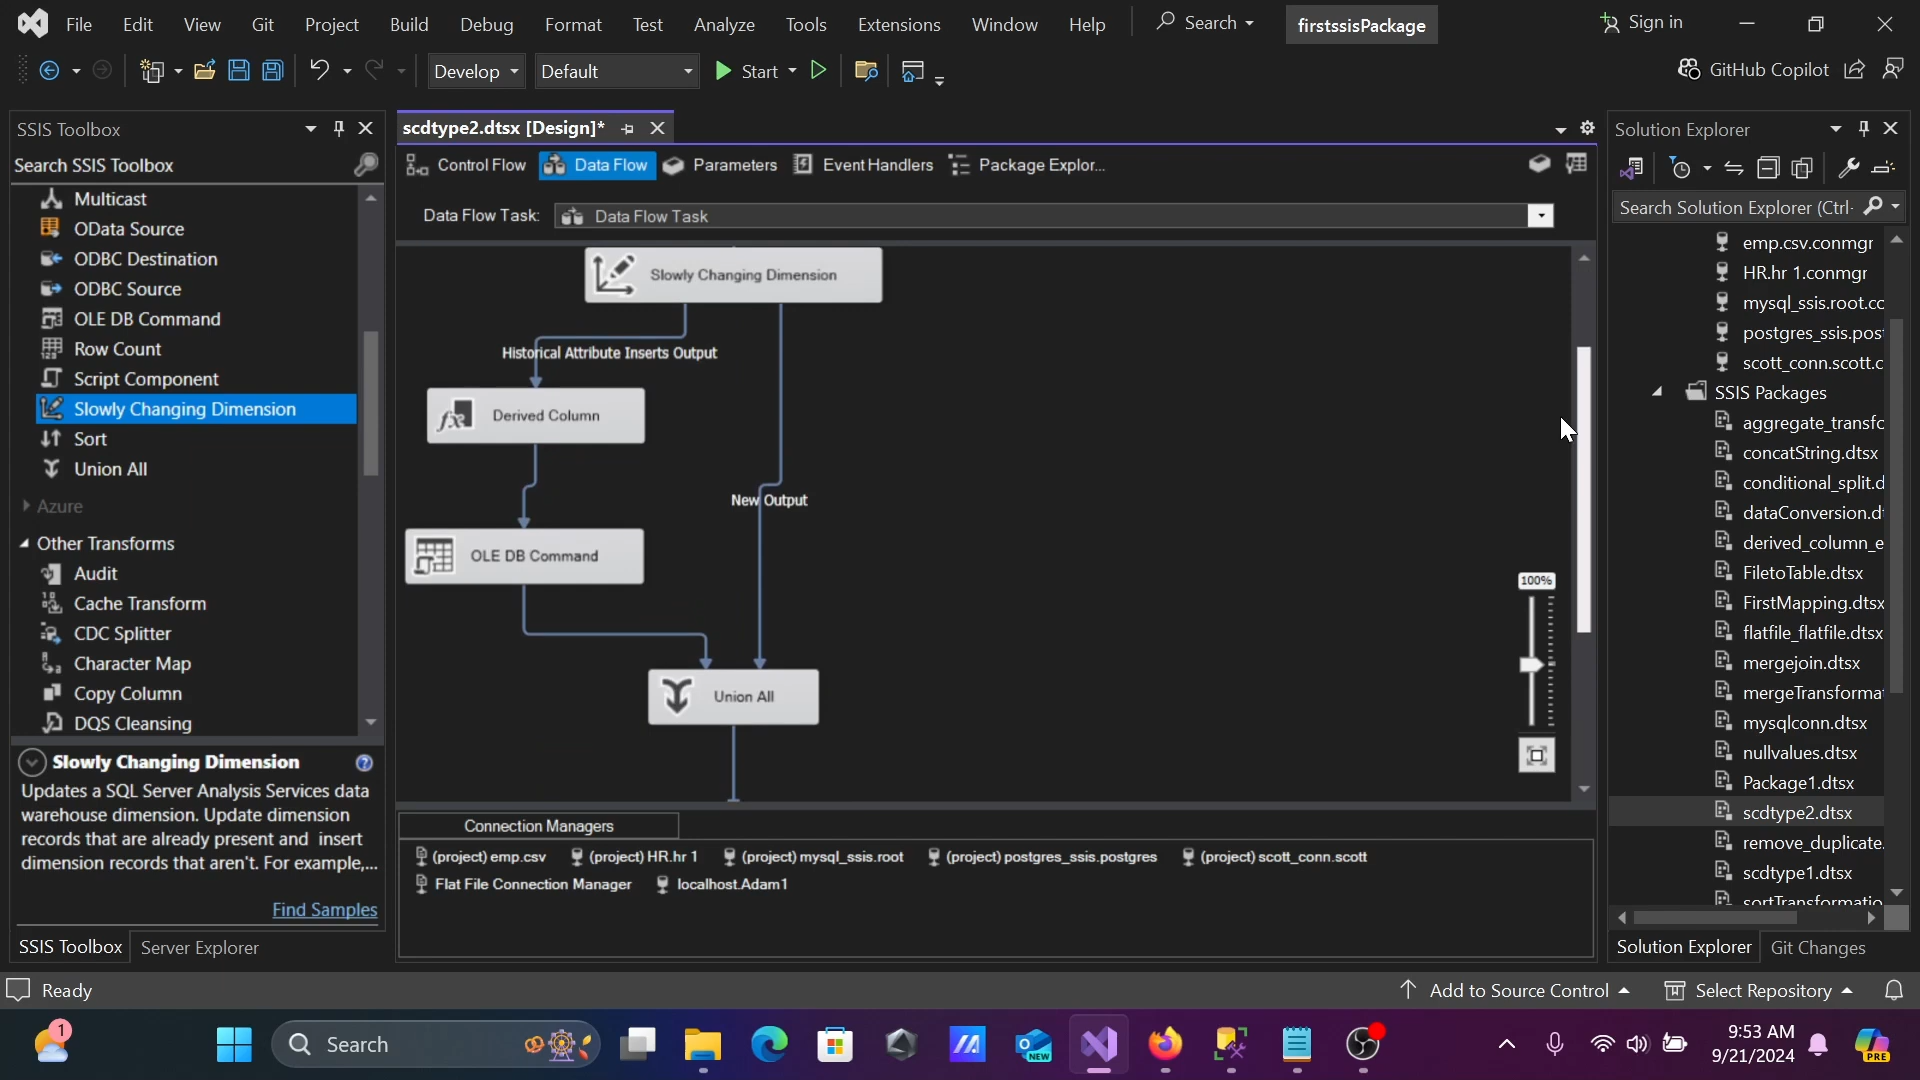 File Edit View Git Project Build Debug Format Test Analyze Tools Extensions Window Help Search firstssisPackage Sign in
Develop Default Start GitHub Copilot
SSIS Toolbox
Search SSIS Toolbox
Multicast
OData Source
ODBC Destination
ODBC Source
OLE DB Command
Row Count
Script Component
Slowly Changing Dimension
Sort
Union All
Azure
Other Transforms
Audit
Cache Transform
CDC Splitter
Character Map
Copy Column
DQS Cleansing
Slowly Changing Dimension
Updates a SQL Server Analysis Services data
warehouse dimension. Update dimension
records that are already present and insert
dimension records that aren't. For example,...
Find Samples
SSIS Toolbox Server Explorer
scdtype2.dtsx [Design]*
Control Flow Data Flow Parameters Event Handlers Package Explor...
Data Flow Task: Data Flow Task
Slowly Changing Dimension
Historical Attribute Inserts Output
Derived Column
New Output
OLE DB Command
100%
Union All
Connection Managers
(project) emp.csv (project) HR.hr 1 (project) mysql_ssis.root (project) postgres_ssis.postgres (project) scott_conn.scott
Flat File Connection Manager localhost.Adam1
Solution Explorer
Search Solution Explorer (Ctrl-
emp.csv.conmgr
HR.hr 1.conmgr
mysql_ssis.root.co
postgres_ssis.pos
scott_conn.scott.c
SSIS Packages
aggregate_transfo
concatString.dtsx
conditional_split.d
dataConversion.dt
derived_column_e
FiletoTable.dtsx
FirstMapping.dtsx
flatfile_flatfile.dtsx
mergejoin.dtsx
mergeTransformat
mysqlconn.dtsx
nullvalues.dtsx
Package1.dtsx
scdtype2.dtsx
remove_duplicate.
scdtype1.dtsx
sortTransformatio
Solution Explorer Git Changes
Ready Add to Source Control Select Repository
1 Search NEW 9:53 AM
9/21/2024 PRE